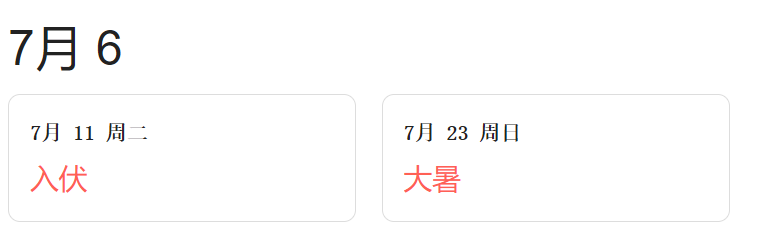 7月 6
7月 11 周二
入伏
7月 23 周日
大暑